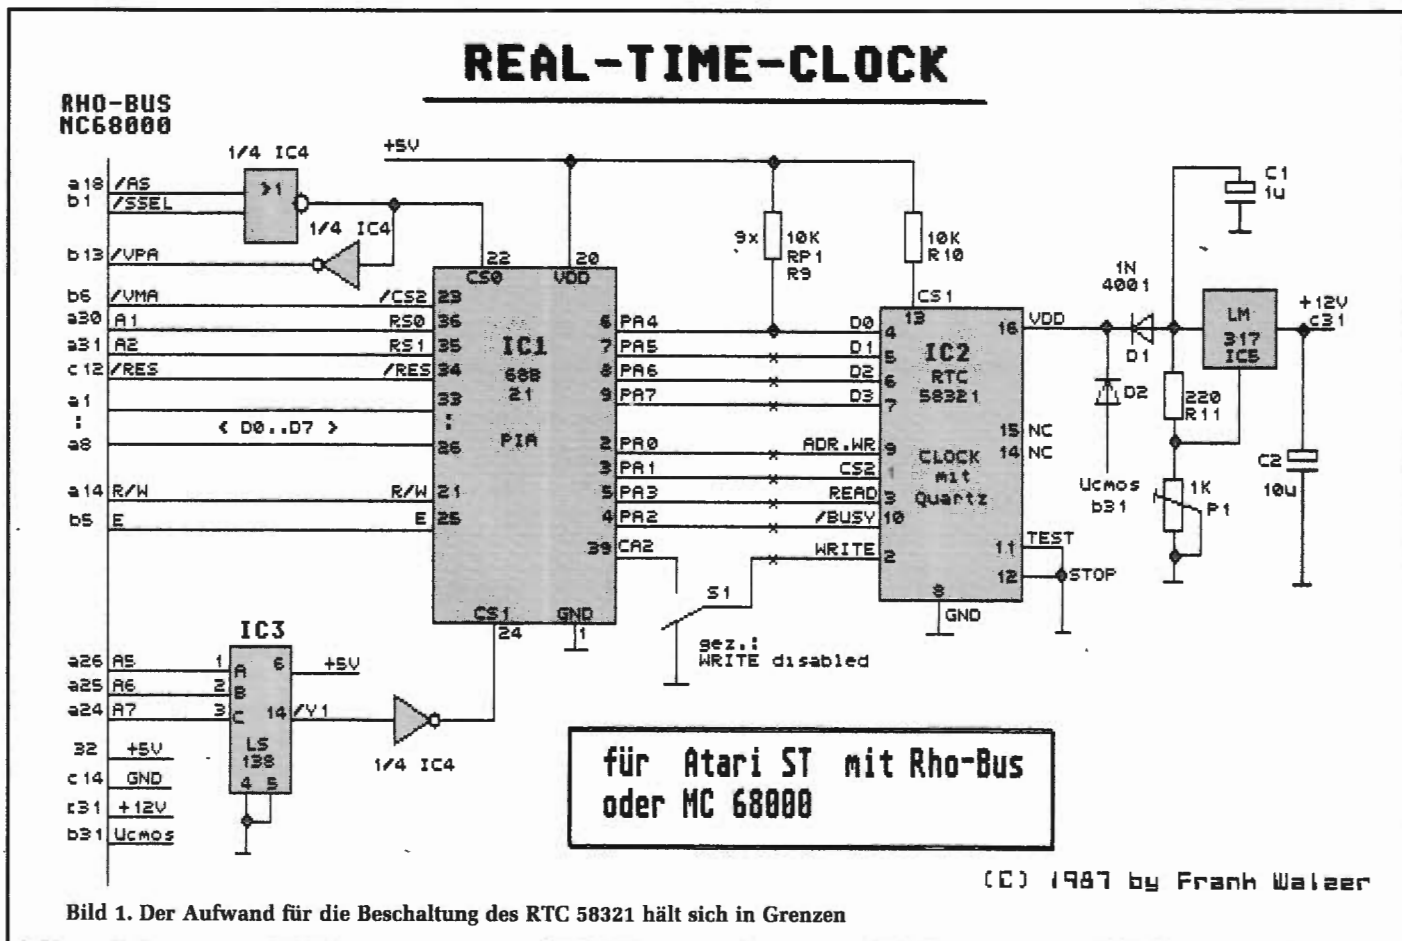 REAL-TIME-CLOCK
RHO-BUS
MC68000
1/4 IC4
+5V
a18 /AS
b1 /SSEL
>1
1/4 IC4
b13 /VPA
b6 /VMA
a30 A1
a31 A2
c12 /RES
a1
:
a8
< D0..D7 >
a14 R/W
b5 E
22
CS0
20
VDD
/CS2 23
RS0 36
RS1 35
/RES 34
33
:
26
R/W 21
E 25
IC1
68B
21
PIA
6 PA4
7 PA5
8 PA6
9 PA7
2 PA0
3 PA1
5 PA3
4 PA2
39 CA2
CS1
24
GND
1
9x
10K
RP1
R9
10K
R10
CS1
13
D0 4
D1 5
D2 6
D3 7
ADR.WR 9
CS2 1
READ 3
/BUSY 10
WRITE 2
IC2
RTC
58321
CLOCK
mit
Quartz
16 VDD
15 NC
14 NC
11 TEST
12 STOP
8
GND
S1
gez.:
WRITE disabled
1N
4001
D1
D2
Ucmos
b31
C1
1u
LM
317
IC5
+12V
c31
220
R11
1K
P1
C2
10u
IC3
a26 A5
a25 A6
a24 A7
1 A
2 B
3 C
6
+5V
14 /Y1
LS
138
4 5
1/4 IC4
32 +5V
c14 GND
c31 +12V
b31 Ucmos
für Atari ST mit Rho-Bus
oder MC 68000
(C) 1987 by Frank Walzer
Bild 1. Der Aufwand für die Beschaltung des RTC 58321 hält sich in Grenzen